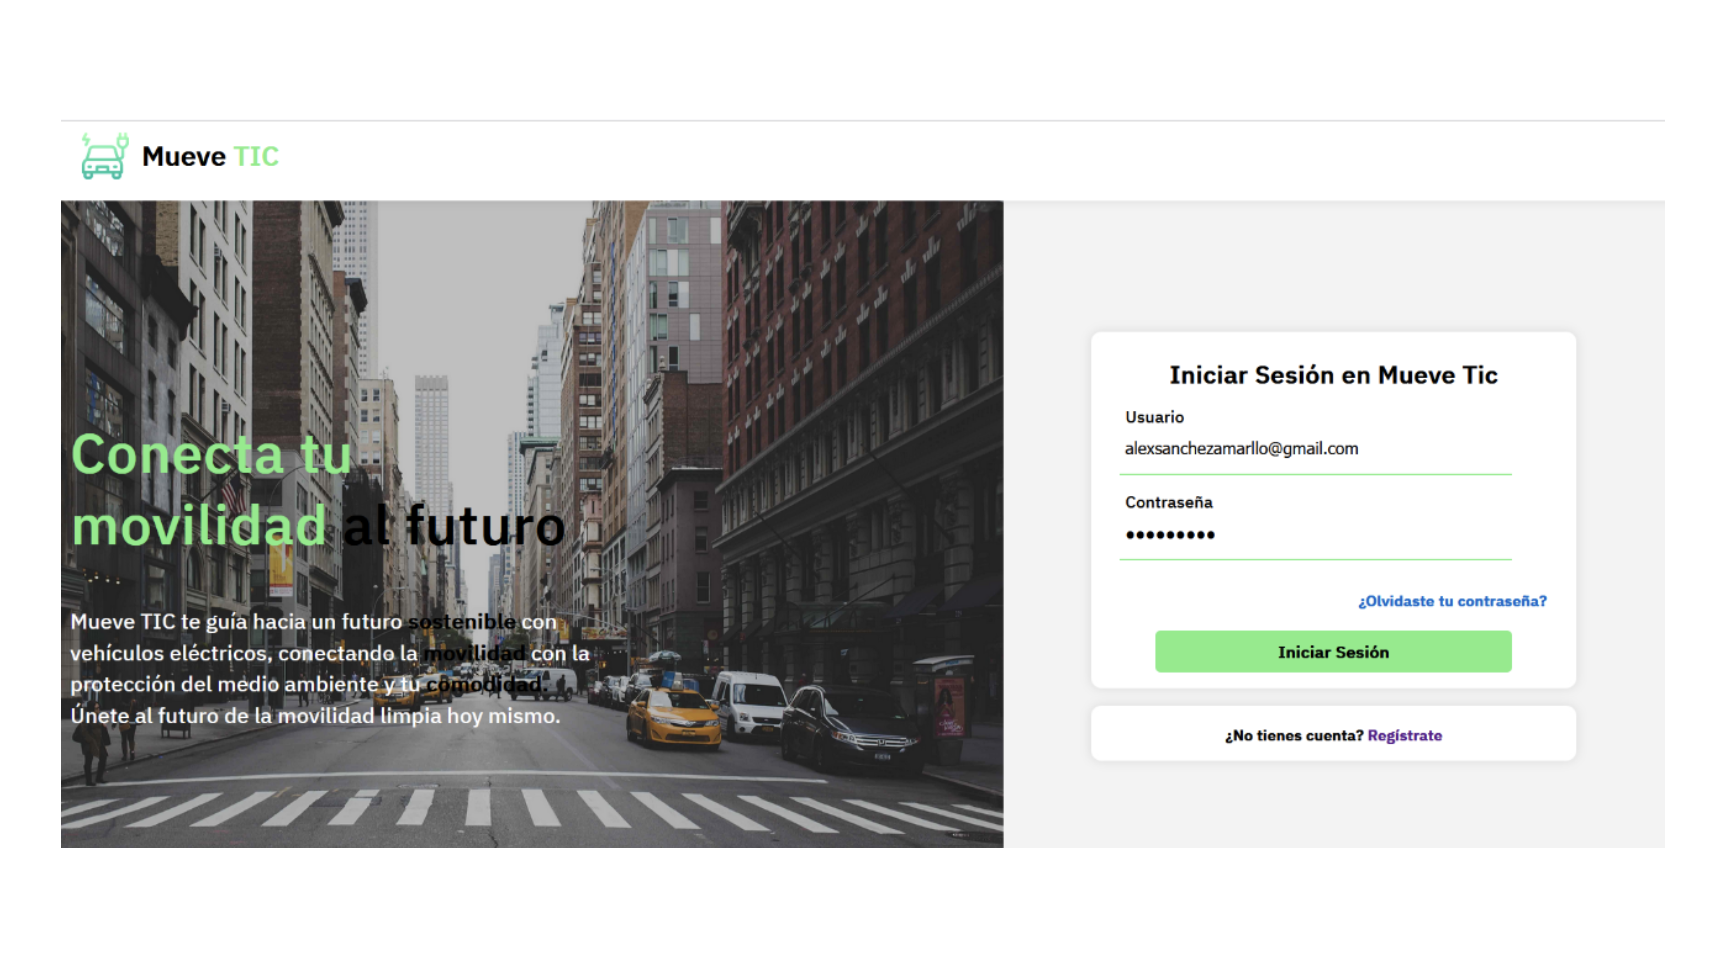 Mueve TIC
Conecta tu
movilidad al futuro
Mueve TIC te guía hacia un futuro sostenible con
vehículos eléctricos, conectando la movilidad con la
protección del medio ambiente y tu comodidad.
Únete al futuro de la movilidad limpia hoy mismo.
Iniciar Sesión en Mueve Tic
Usuario
alexsanchezamarllo@gmail.com
Contraseña
•••••••••
¿Olvidaste tu contraseña?
Iniciar Sesión
¿No tienes cuenta? Regístrate